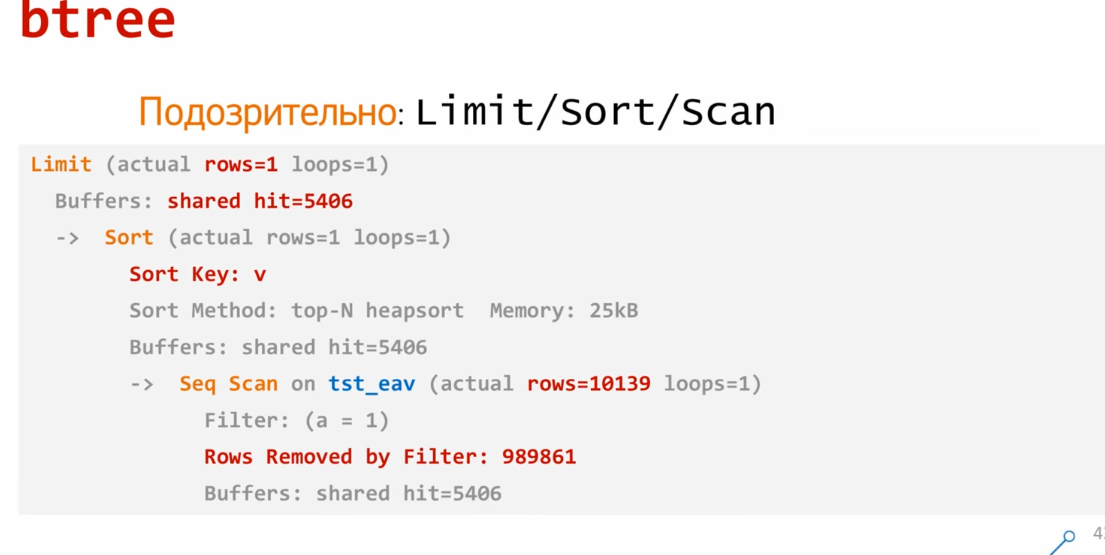 btree
Подозрительно: Limit/Sort/Scan
Limit (actual rows=1 loops=1)
Buffers: shared hit=5406
-> Sort (actual rows=1 loops=1)
Sort Key: v
Sort Method: top-N heapsort Memory: 25kB
Buffers: shared hit=5406
-> Seq Scan on tst_eav (actual rows=10139 loops=1)
Filter: (a = 1)
Rows Removed by Filter: 989861
Buffers: shared hit=5406